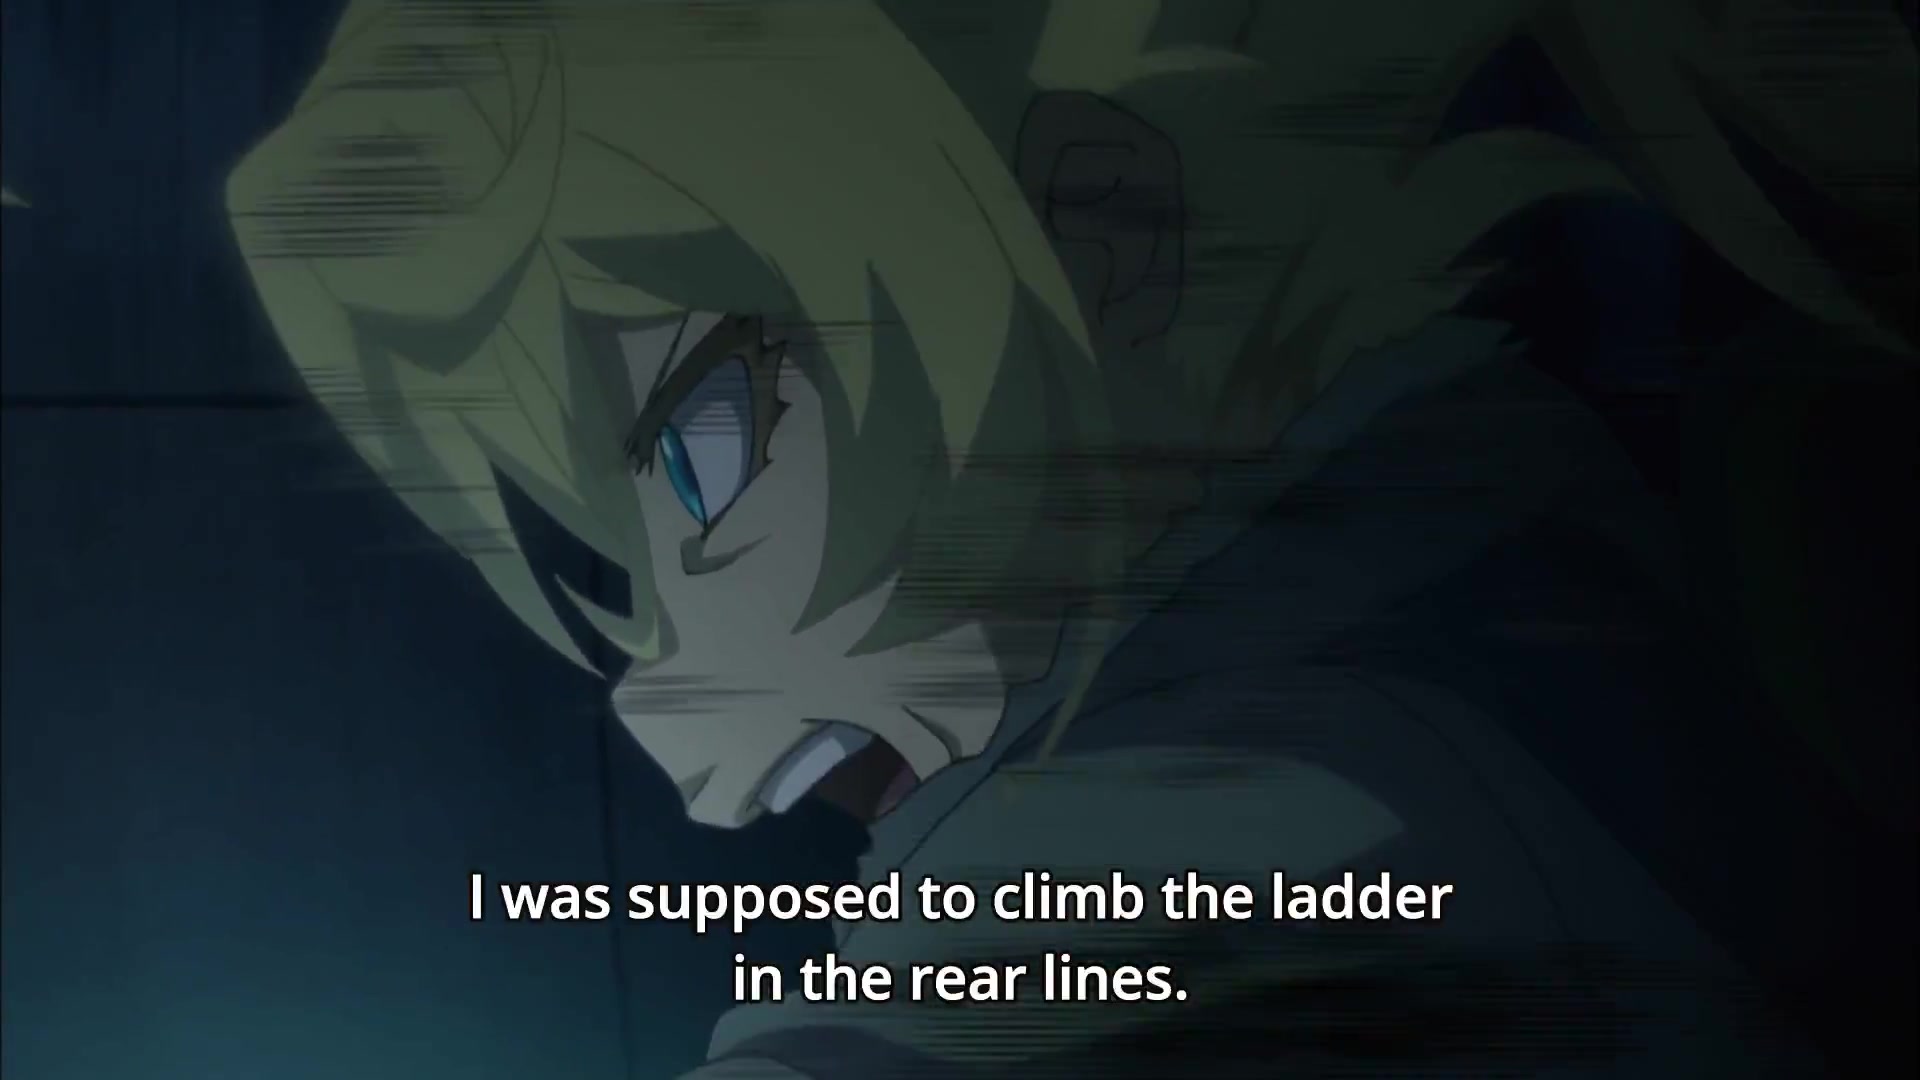 I was supposed to climb the ladder
in the rear lines.